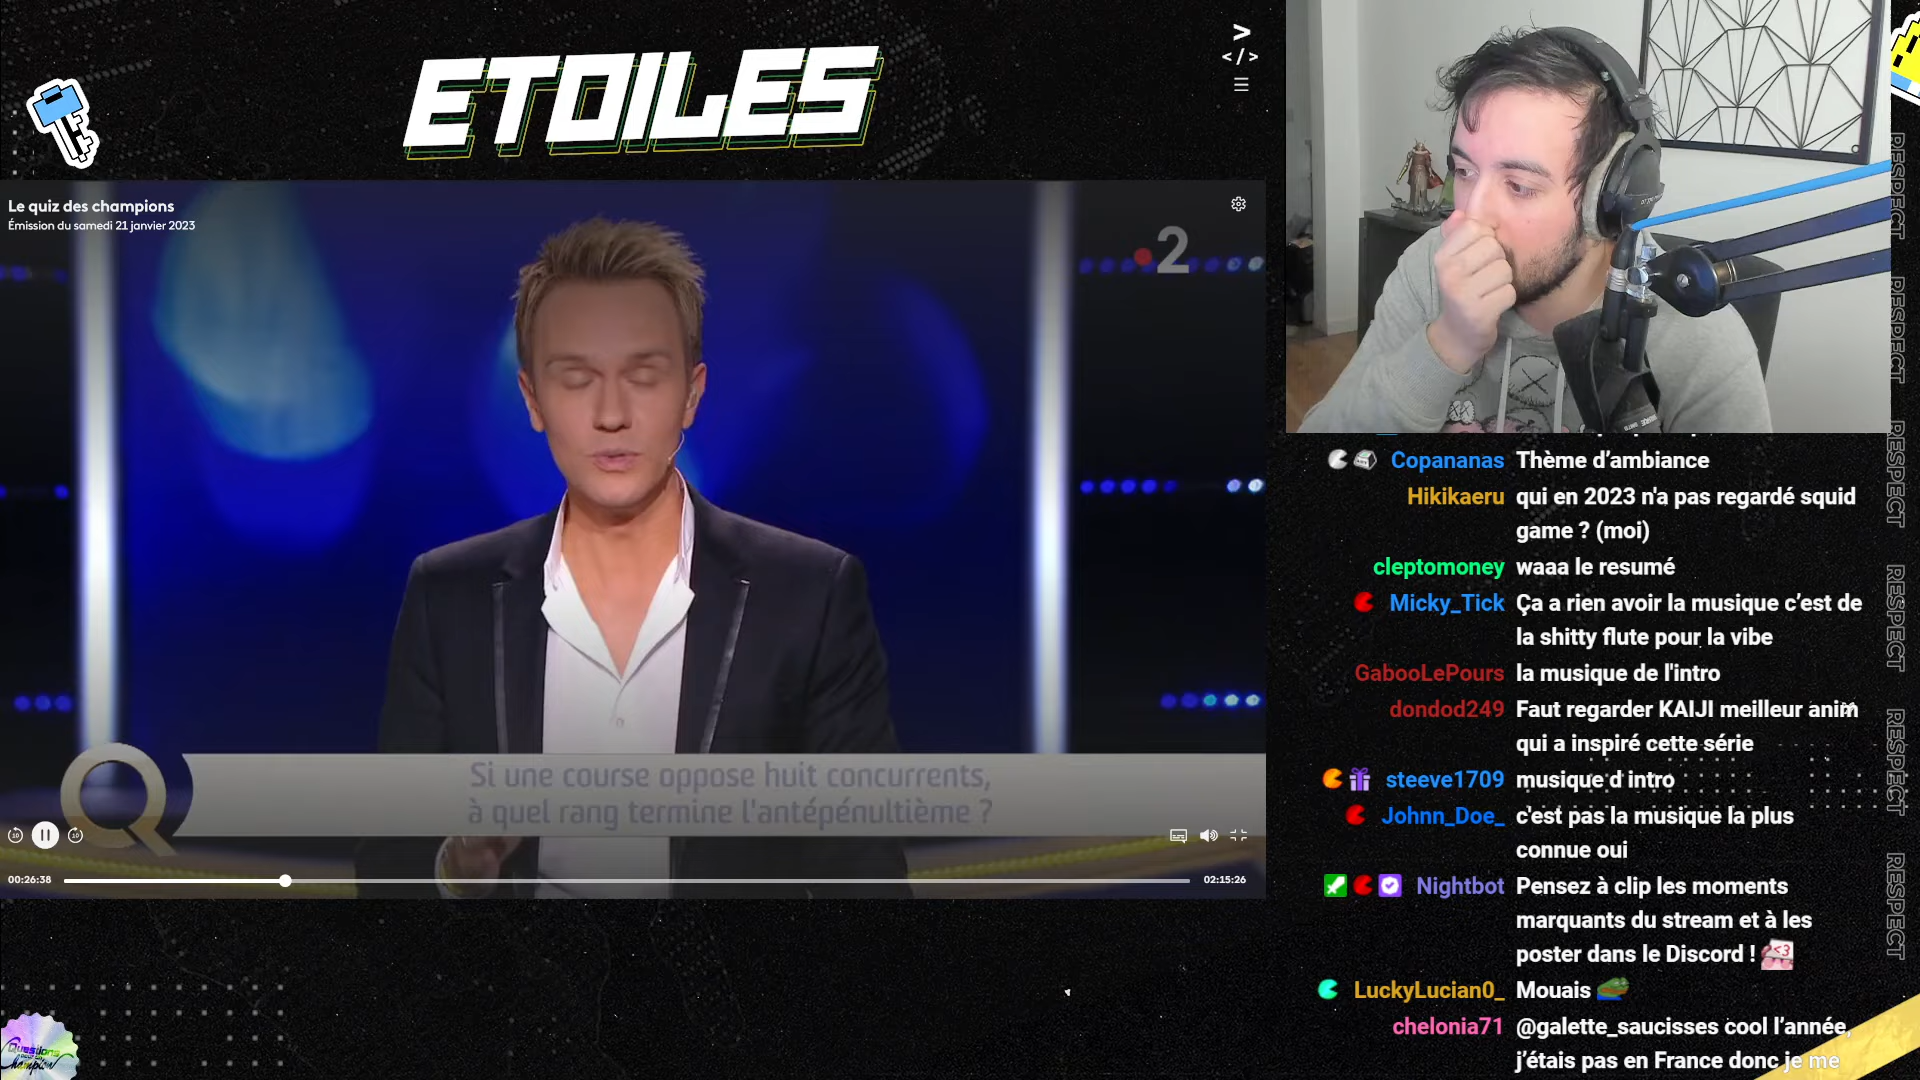 ETOILES
>
</>
Le quiz des champions
Émission du samedi 21 janvier 2023
2
Si une course oppose huit concurrents,
à quel rang termine l'antépénultième ?
10
10
00:26:38
02:15:26
Copananas Thème d’ambiance
Hikikaeru qui en 2023 n'a pas regardé squid
game ? (moi)
cleptomoney waaa le resumé
Micky_Tick Ça a rien avoir la musique c’est de
la shitty flute pour la vibe
GabooLePours la musique de l'intro
dondod249 Faut regarder KAIJI meilleur anim
qui a inspiré cette série
steeve1709 musique d intro
Johnn_Doe_ c'est pas la musique la plus
connue oui
Nightbot Pensez à clip les moments
marquants du stream et à les
poster dans le Discord ! <3
LuckyLucian0_ Mouais
chelonia71 @galette_saucisses cool l’année,
j’étais pas en France donc je me
RESPECT
RESPECT
RESPECT
RESPECT
RESPECT
RESPECT
Questions
Champion